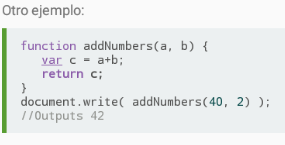 Otro ejemplo:
function addNumbers(a, b) {
var c = a+b;
return c;
}
document.write( addNumbers(40, 2) );
//Outputs 42